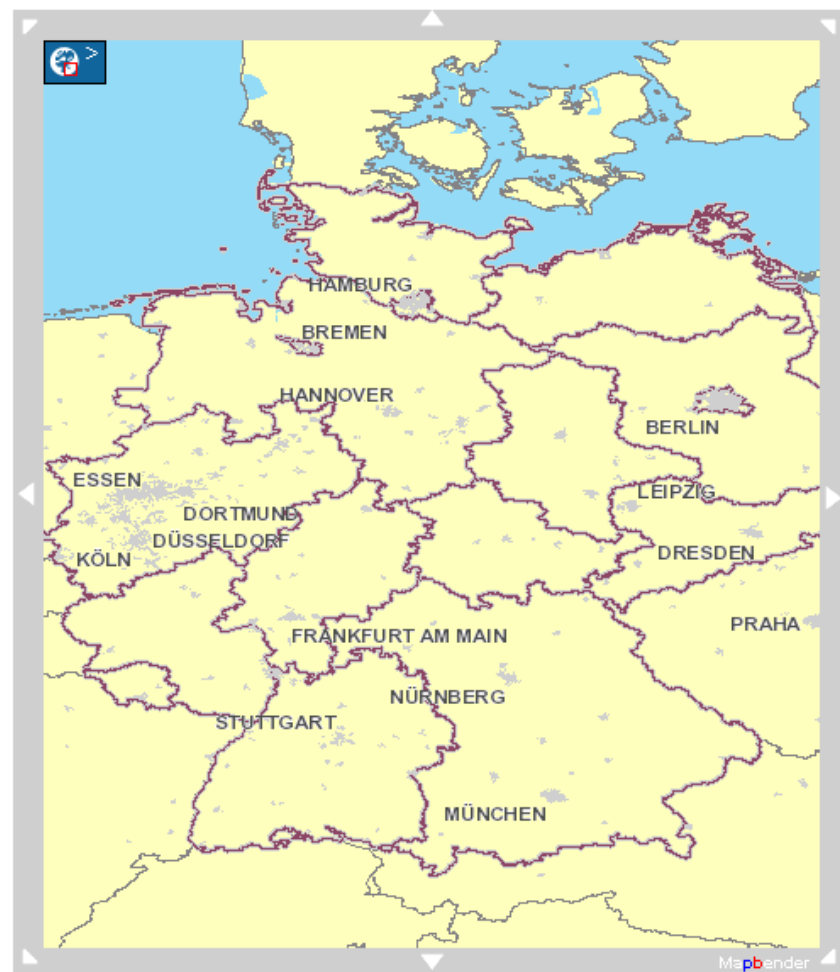 >
HAMBURG
BREMEN
HANNOVER
BERLIN
ESSEN
LEIPZIG
DORTMUND
DÜSSELDORF
DRESDEN
KÖLN
PRAHA
FRANKFURT AM MAIN
NÜRNBERG
STUTTGART
MÜNCHEN
Mapbender